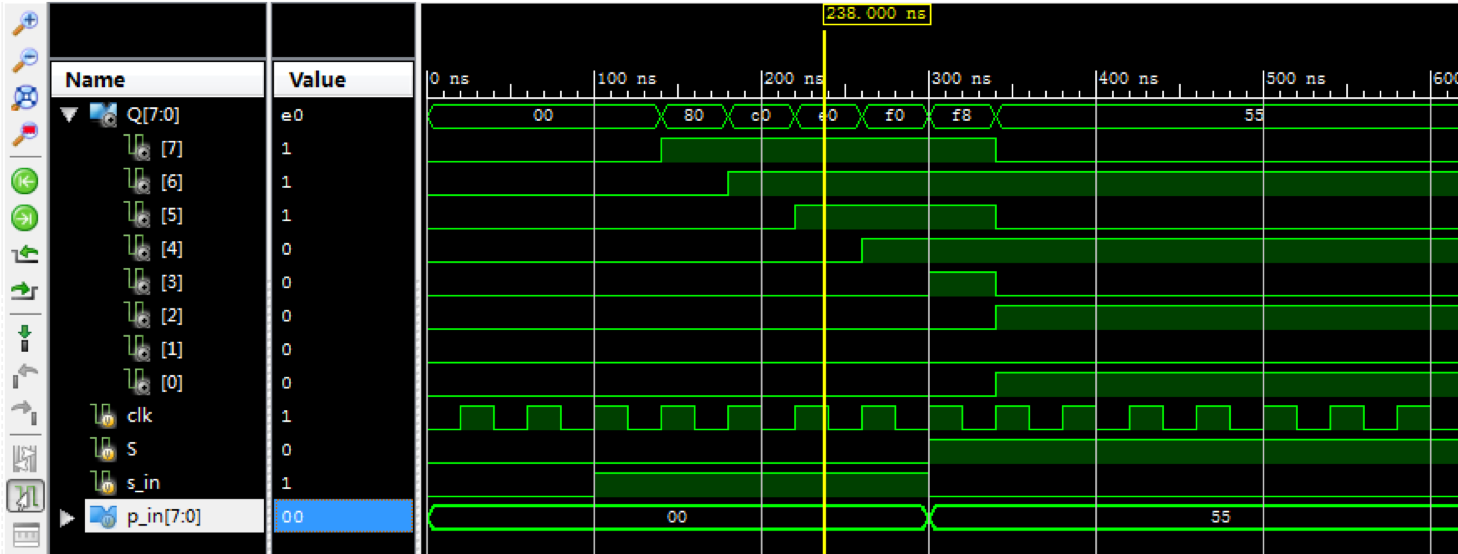 238.000 ns
Name Value 0 ns 100 ns 200 ns 300 ns 400 ns 500 ns 600
Q[7:0] e0 00 80 c0 e0 f0 f8 55
[7] 1
[6] 1
[5] 1
[4] 0
[3] 0
[2] 0
[1] 0
[0] 0
clk 1
S 0
s_in 1
p_in[7:0] 00 00 55